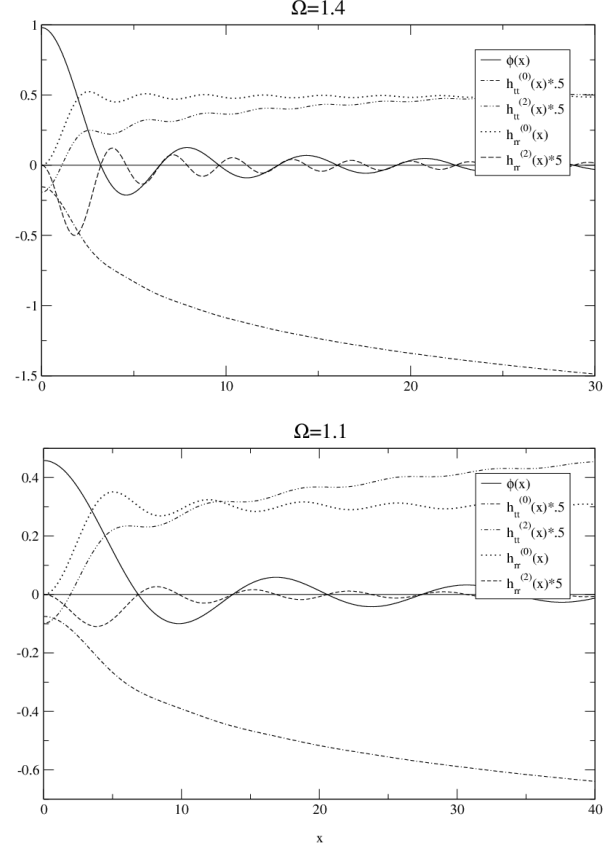 Ω=1.4
1
0.5
0
-0.5
-1
-1.5
0
10
20
30
ϕ(x)
h_tt^(0)(x)*.5
h_tt^(2)(x)*.5
h_rr^(0)(x)
h_rr^(2)(x)*5
Ω=1.1
0.4
0.2
0
-0.2
-0.4
-0.6
0
10
20
30
40
x
ϕ(x)
h_tt^(0)(x)*.5
h_tt^(2)(x)*.5
h_rr^(0)(x)
h_rr^(2)(x)*5